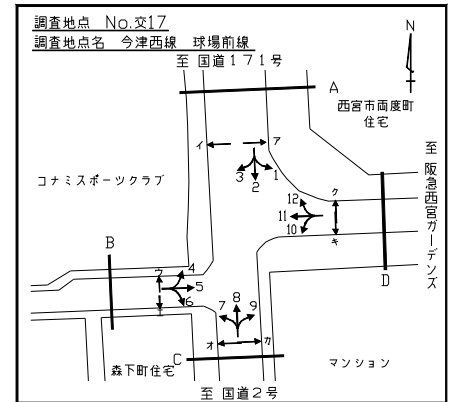 調査地点 No.交17
調査地点名 今津西線 球場前線
至 国道171号
N
A
西宮市両度町
住宅
至 阪急西宮ガーデンズ
イ
ア
3
2
1
コナミスポーツクラブ
ク
12
11
10
キ
B
D
ウ
4
5
エ
6
8
7
9
オ
カ
C
森下町住宅
マンション
至 国道2号